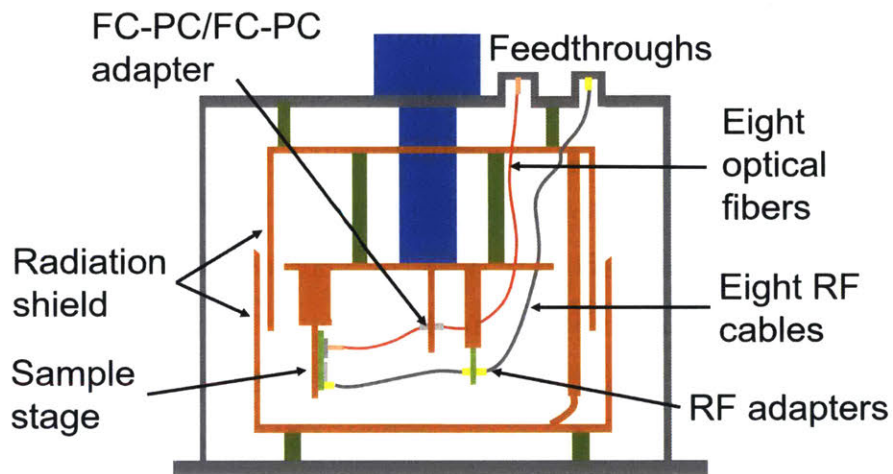 FC-PC/FC-PC
adapter
Feedthroughs
Eight
optical
fibers
Radiation
shield
Eight RF
cables
Sample
stage
RF adapters